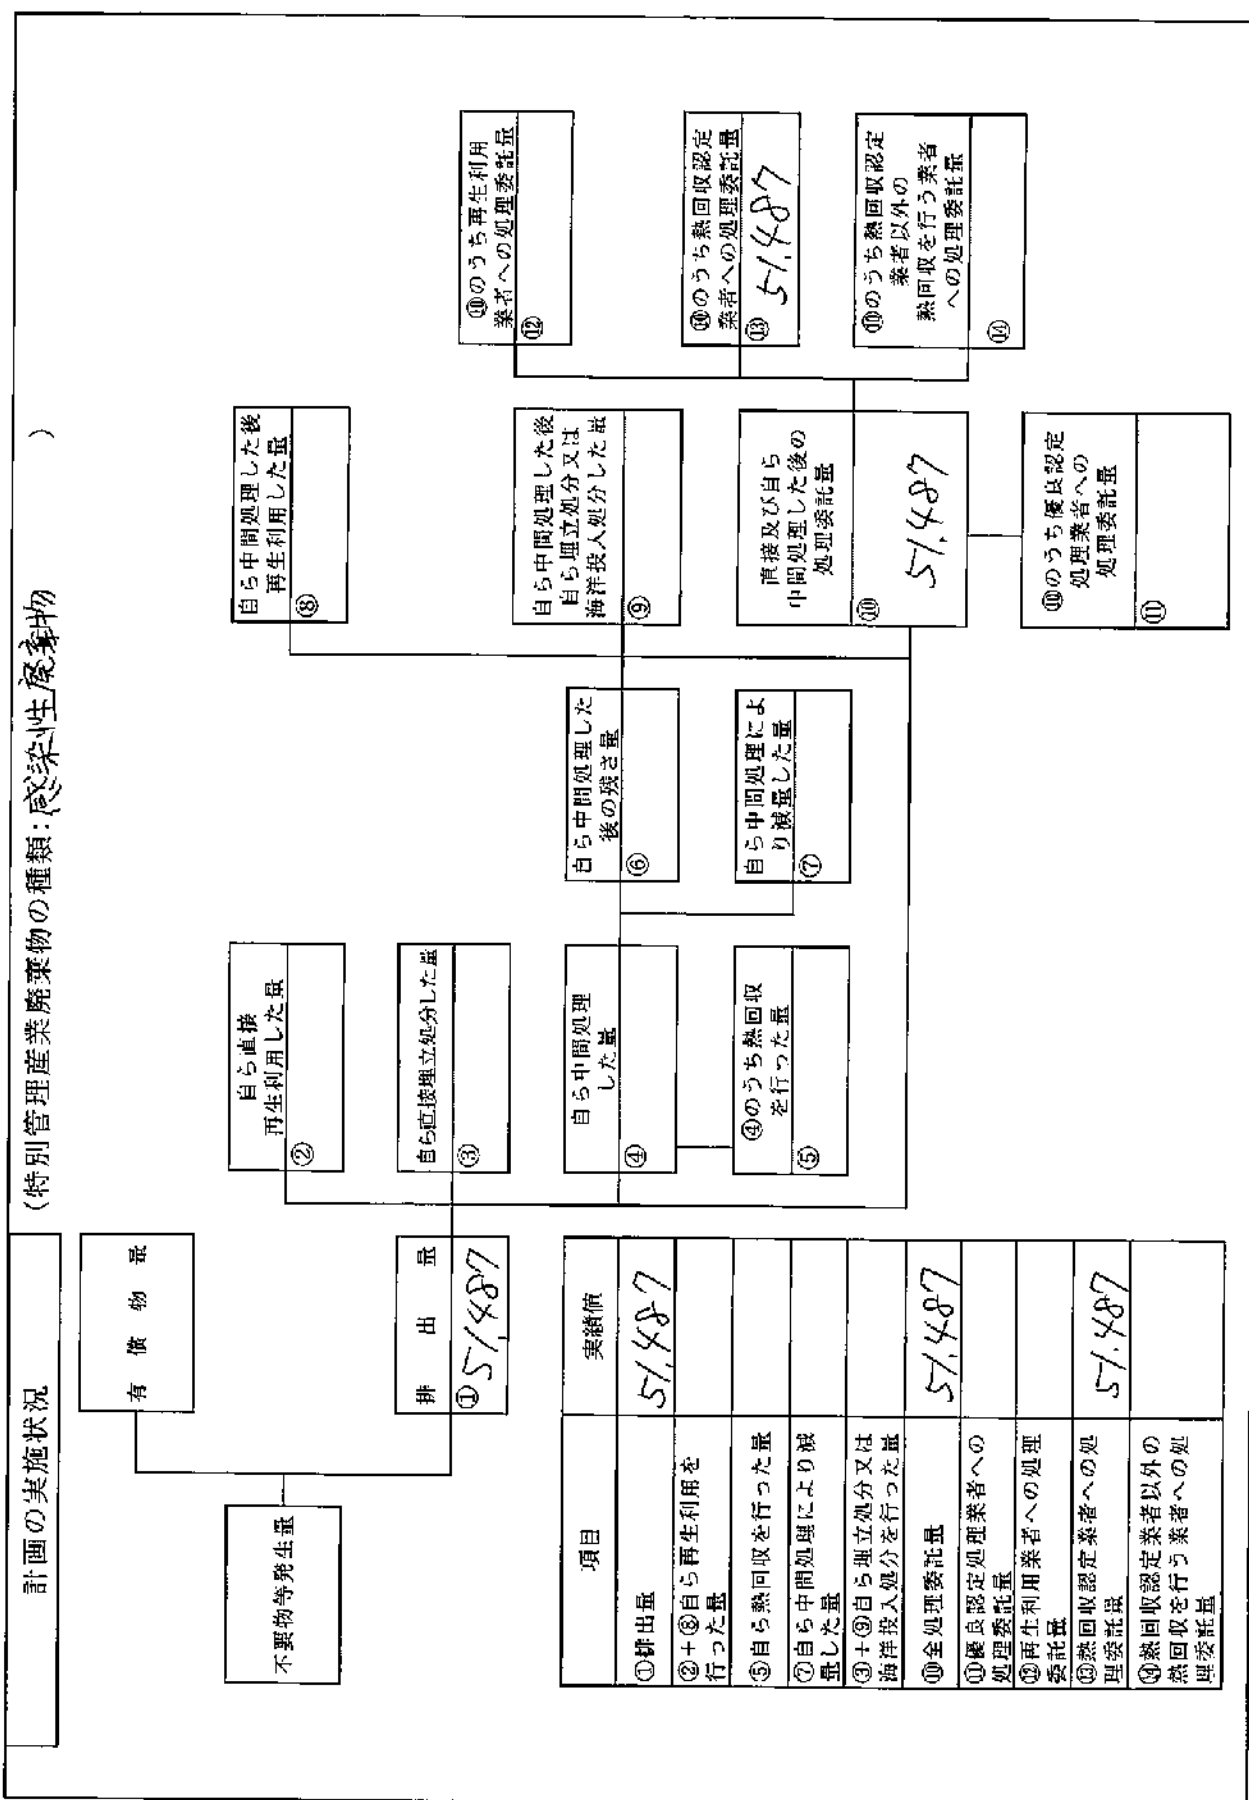 計画の実施状況
(特別管理産業廃棄物の種類:感染性廃棄物 )
不要物等発生量
有償物量
排出量
①51.487
自ら直接
再生利用した量
②
自ら直接埋立処分した量
③
自ら中間処理
した量
④
④のうち熱回収
を行った量
⑤
自ら中間処理した
後の残さ量
⑥
自ら中間処理によ
り減量した量
⑦
自ら中間処理した後
再生利用した量
⑧
自ら中間処理した後
自ら埋立処分又は
海洋投入処分した量
⑨
直接及び自ら
中間処理した後の
処理委託量
⑩
51.487
⑩のうち優良認定
処理業者への
処理委託量
⑪
⑩のうち再生利用
業者への処理委託量
⑫
⑩のうち熱回収認定
業者への処理委託量
⑬ 51.487
⑩のうち熱回収認定
業者以外の
熱回収を行う業者
への処理委託量
⑭
項目 実績値
①排出量 51.487
②+⑧自ら再生利用を
行った量
⑤自ら熱回収を行った量
⑦自ら中間処理により減
量した量
③+⑨自ら埋立処分又は
海洋投入処分を行った量
⑩全処理委託量 51.487
⑪優良認定処理業者への
処理委託量
⑫再生利用業者への処理
委託量
⑬熱回収認定業者への処
理委託量 51.487
⑭熱回収認定業者以外の
熱回収を行う業者への処
理委託量